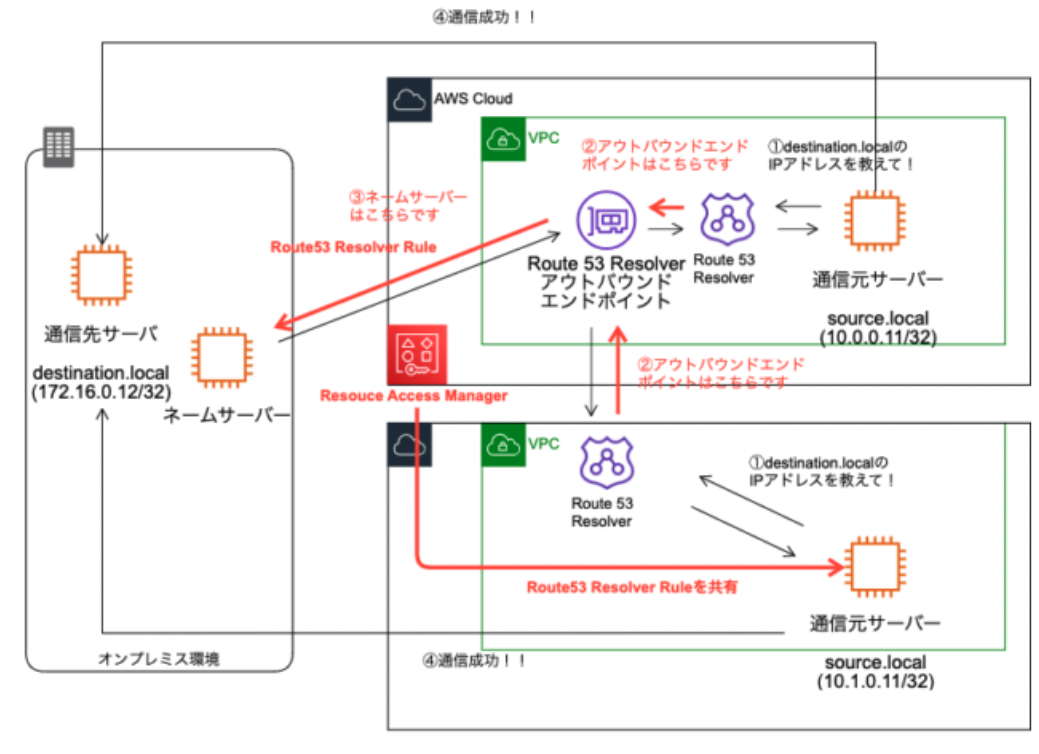 ④通信成功！！
AWS Cloud
VPC
②アウトバウンドエンド
ポイントはこちらです
①destination.localの
IPアドレスを教えて！
③ネームサーバー
はこちらです
Route53 Resolver Rule
Route 53 Resolver
アウトバウンド
エンドポイント
Route 53
Resolver
通信元サーバー
source.local
(10.0.0.11/32)
通信先サーバ
destination.local
(172.16.0.12/32)
ネームサーバー
Resouce Access Manager
②アウトバウンドエンド
ポイントはこちらです
VPC
Route 53
Resolver
①destination.localの
IPアドレスを教えて！
Route53 Resolver Ruleを共有
通信元サーバー
source.local
(10.1.0.11/32)
オンプレミス環境
④通信成功！！